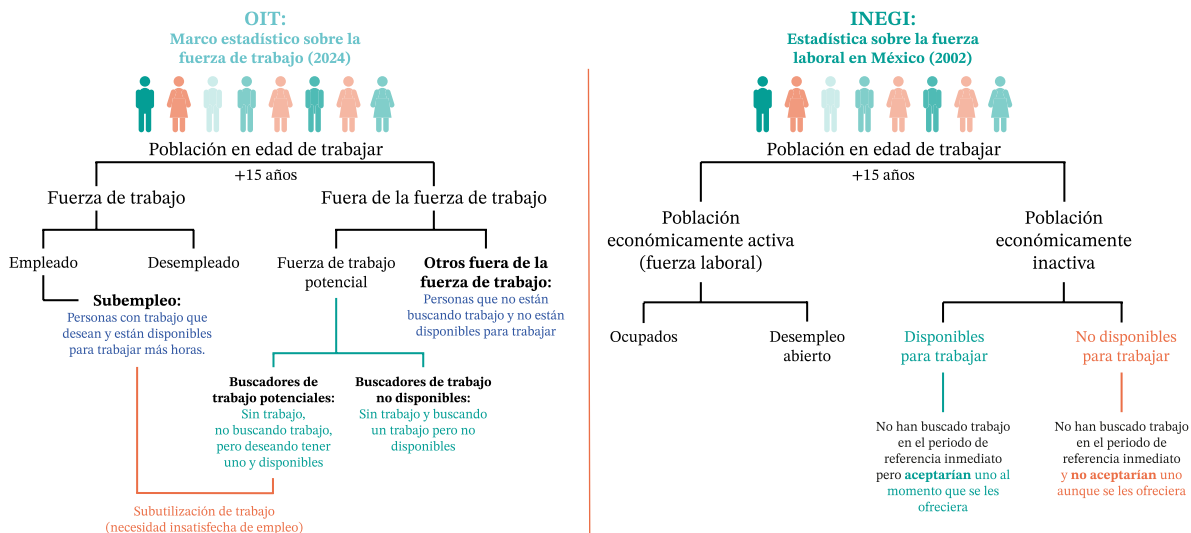 OIT:
Marco estadístico sobre la
fuerza de trabajo (2024)
Población en edad de trabajar
+15 años
Fuerza de trabajo
Fuera de la fuerza de trabajo
Empleado
Desempleado
Fuerza de trabajo
potencial
Otros fuera de la
fuerza de trabajo:
Personas que no están
buscando trabajo y no están
disponibles para trabajar
Subempleo:
Personas con trabajo que
desean y están disponibles
para trabajar más horas.
Buscadores de
trabajo potenciales:
Sin trabajo,
no buscando trabajo,
pero deseando tener
uno y disponibles
Buscadores de trabajo
no disponibles:
Sin trabajo y buscando
un trabajo pero no
disponibles
Subutilización de trabajo
(necesidad insatisfecha de empleo)
INEGI:
Estadística sobre la fuerza
laboral en México (2002)
Población en edad de trabajar
+15 años
Población
económicamente activa
(fuerza laboral)
Población
económicamente
inactiva
Ocupados
Desempleo
abierto
Disponibles
para trabajar
No disponibles
para trabajar
No han buscado trabajo
en el periodo de
referencia inmediato
pero aceptarían uno al
momento que se les
ofreciera
No han buscado trabajo
en el periodo de
referencia inmediato
y no aceptarían uno
aunque se les ofreciera